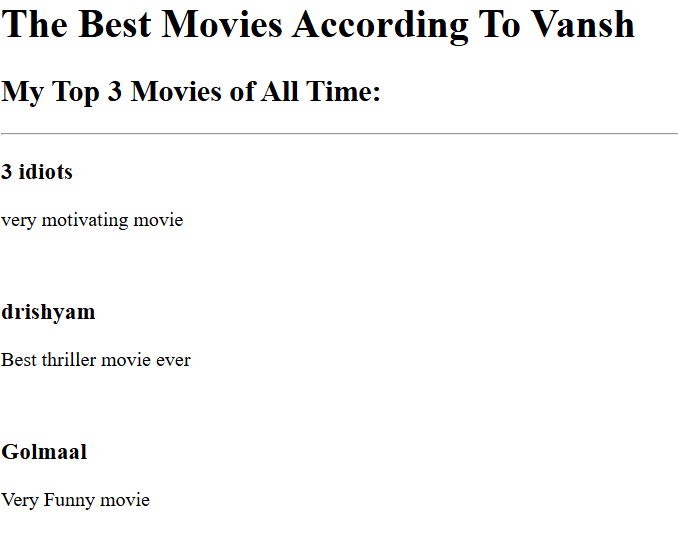 The Best Movies According To Vansh
My Top 3 Movies of All Time:
3 idiots
very motivating movie
drishyam
Best thriller movie ever
Golmaal
Very Funny movie